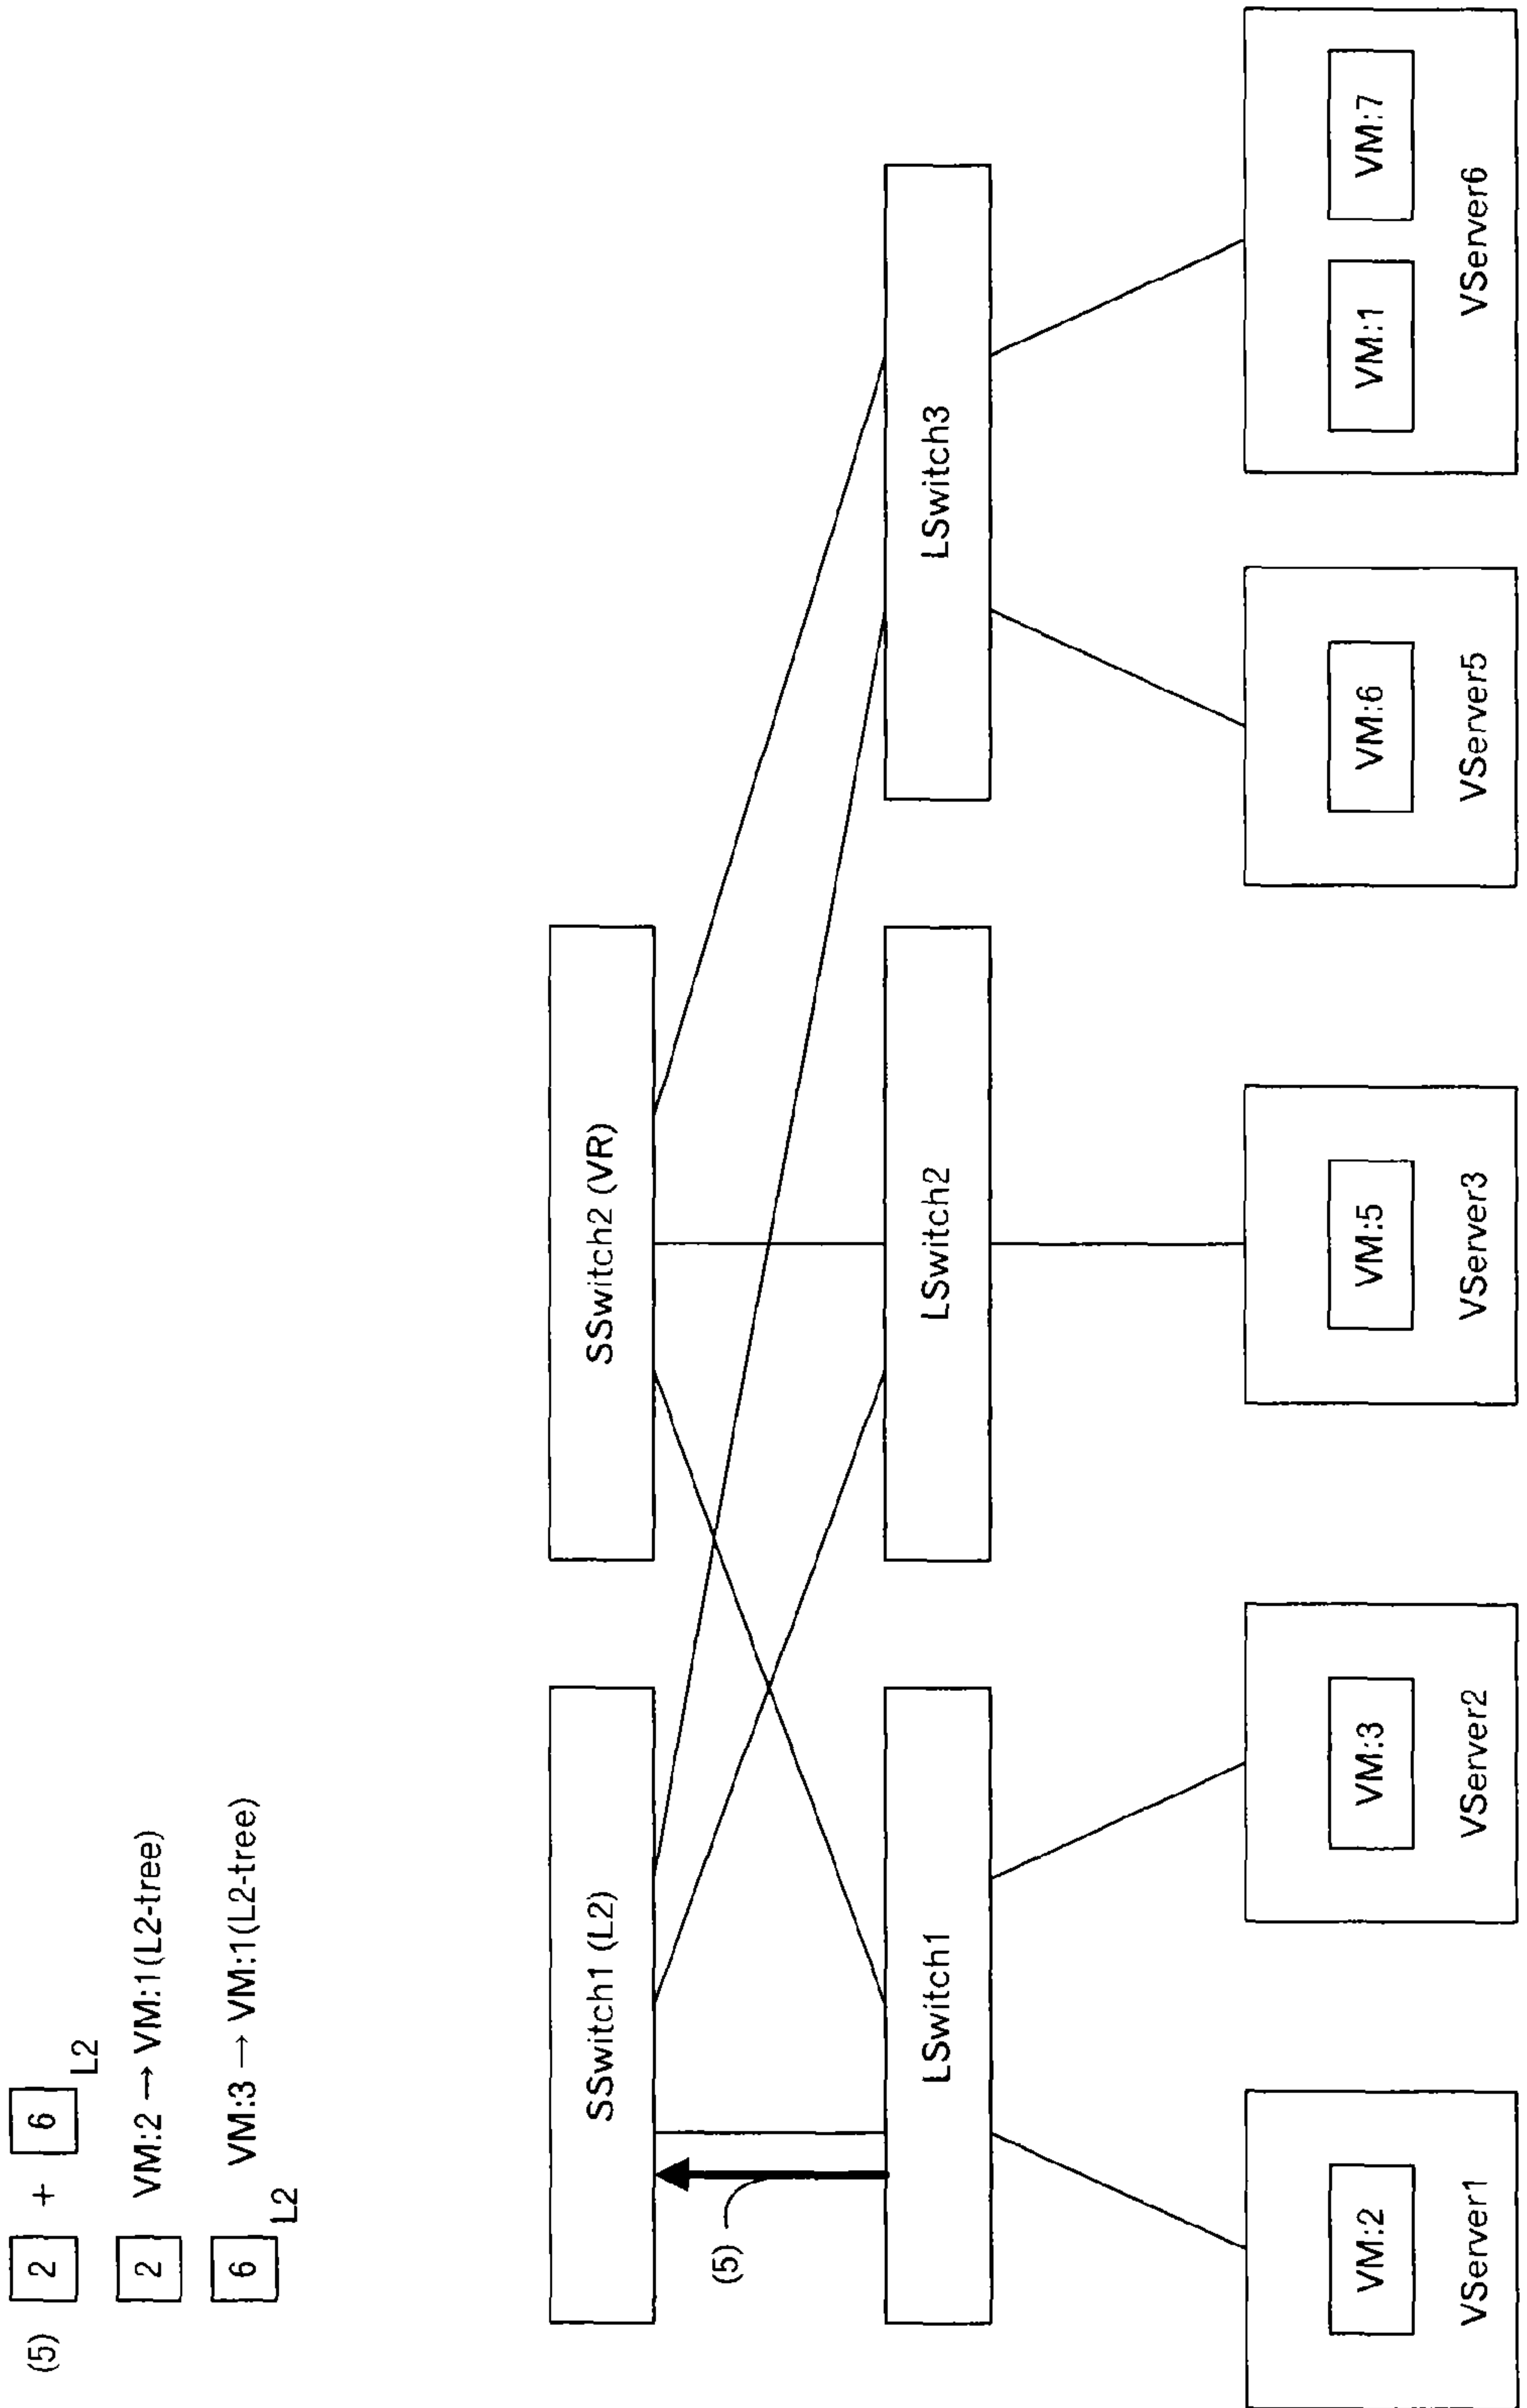 (5) 2 + 6 L2
2 VM:2 → VM:1(L2-tree)
6 L2 VM:3 → VM:1(L2-tree)
SSwitch1 (L2)
SSwitch2 (VR)
(5)
LSwitch1
LSwitch2
LSwitch3
VM:2
VM:3
VM:5
VM:6
VM:1
VM:7
VServer1
VServer2
VServer3
VServer5
VServer6